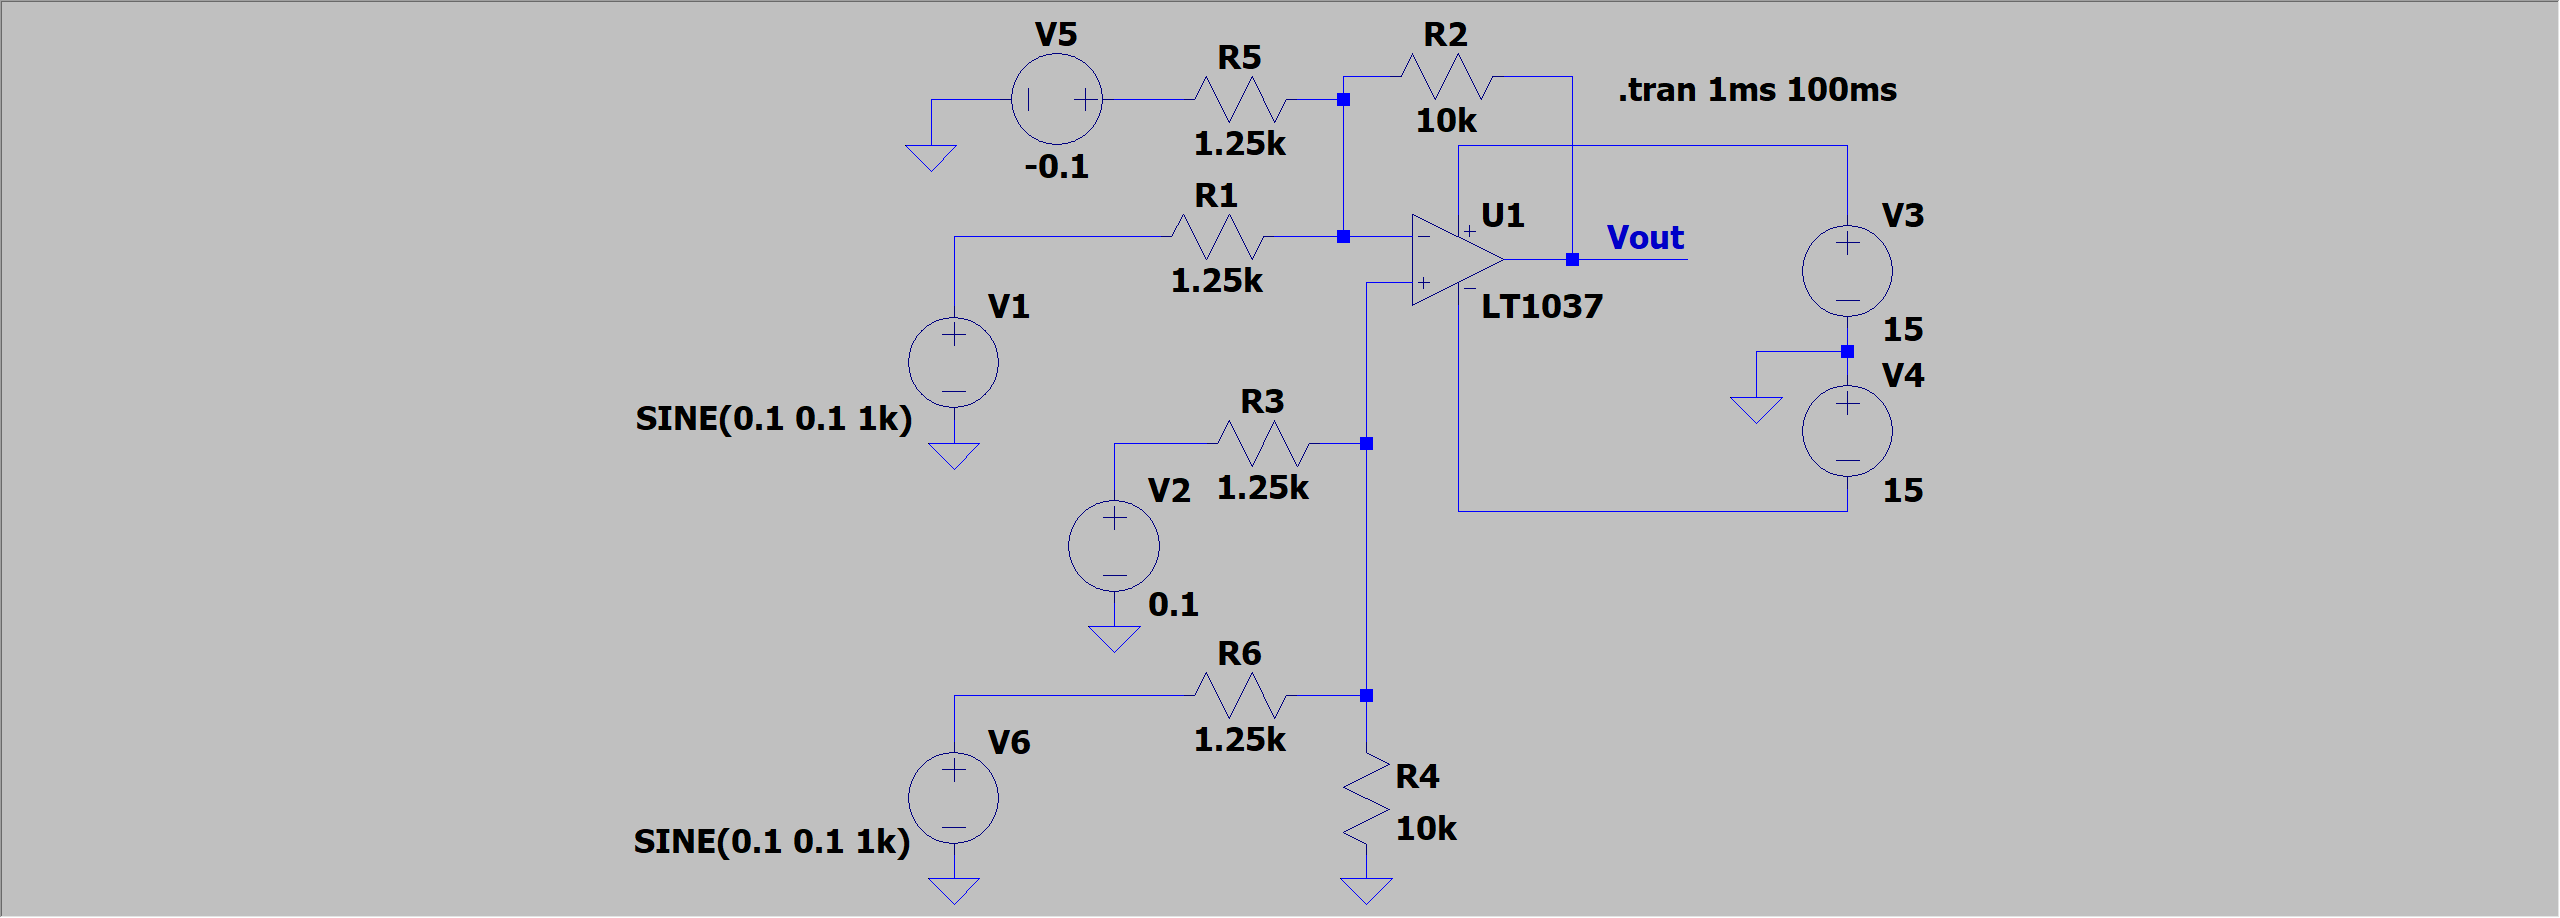 V5
R5
R2
.tran 1ms 100ms
-0.1
1.25k
10k
R1
U1
Vout
V3
1.25k
V1
LT1037
15
SINE(0.1 0.1 1k)
R3
V4
V2
1.25k
15
0.1
R6
V6
1.25k
R4
SINE(0.1 0.1 1k)
10k